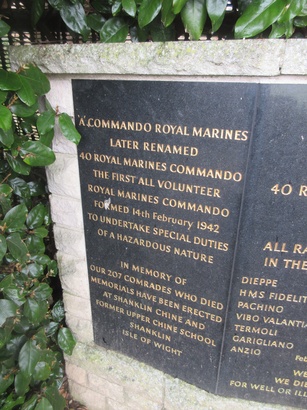 'A' COMMANDO ROYAL MARINES
LATER RENAMED
40 ROYAL MARINES COMMANDO
THE FIRST ALL VOLUNTEER
ROYAL MARINES COMMANDO
FORMED 14th FEBRUARY 1942
TO UNDERTAKE SPECIAL DUTIES
OF A HAZARDOUS NATURE
IN MEMORY OF
OUR 207 COMRADES WHO DIED
MEMORIALS HAVE BEEN ERECTED
AT SHANKLIN CHINE AND
FORMER UPPER CHINE SCHOOL
SHANKLIN
ISLE OF WIGHT
40 R
ALL RA
IN THE
DIEPPE
HMS FIDELI
PACHINO
VIBO VALANTI
TERMOLI
GARIGLIANO
ANZIO
WE D
WE DI
FOR WELL OR ILL